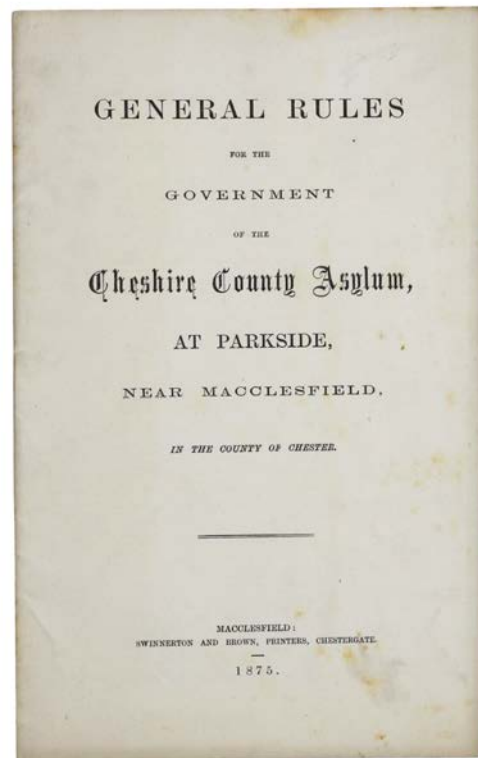 GENERAL RULES
FOR THE
GOVERNMENT
OF THE
Cheshire County Asylum,
AT PARKSIDE,
NEAR MACCLESFIELD,
IN THE COUNTY OF CHESTER.
MACCLESFIELD:
SWINNERTON AND BROWN, PRINTERS, CHESTERGATE.
1875.